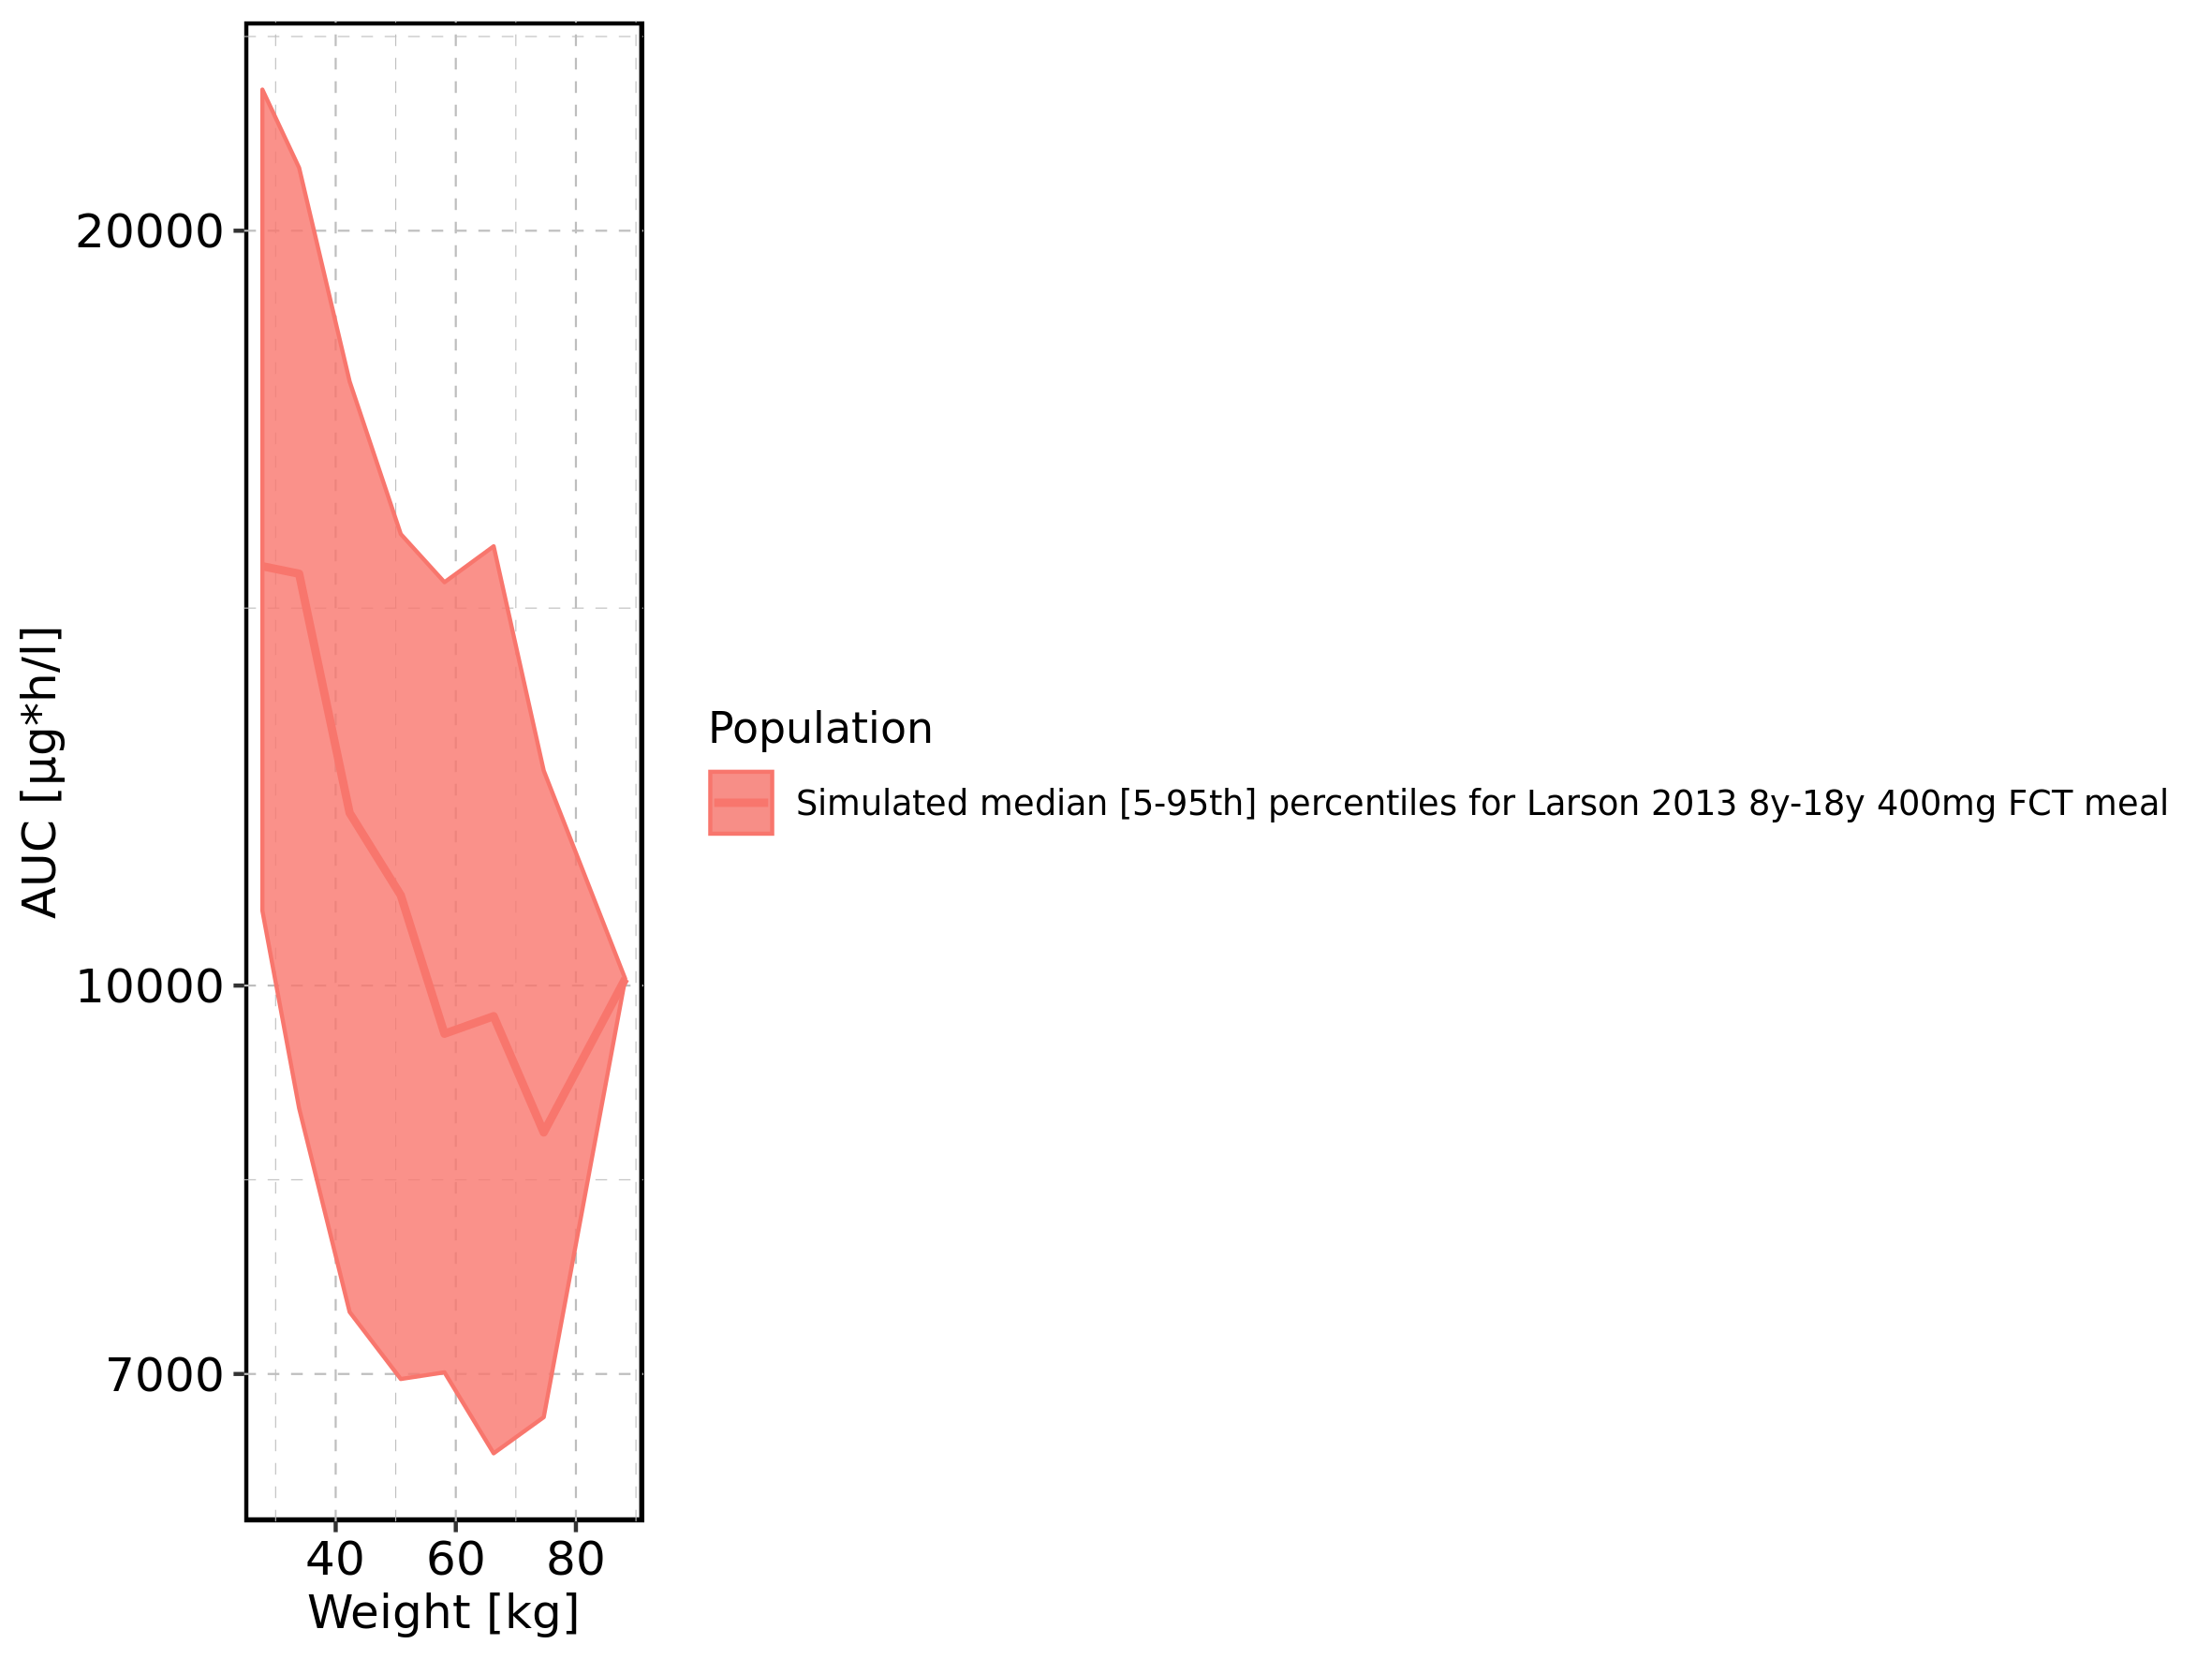 20000
10000
7000
AUC [µg*h/l]
40 60 80
Weight [kg]
Population
Simulated median [5-95th] percentiles for Larson 2013 8y-18y 400mg FCT meal